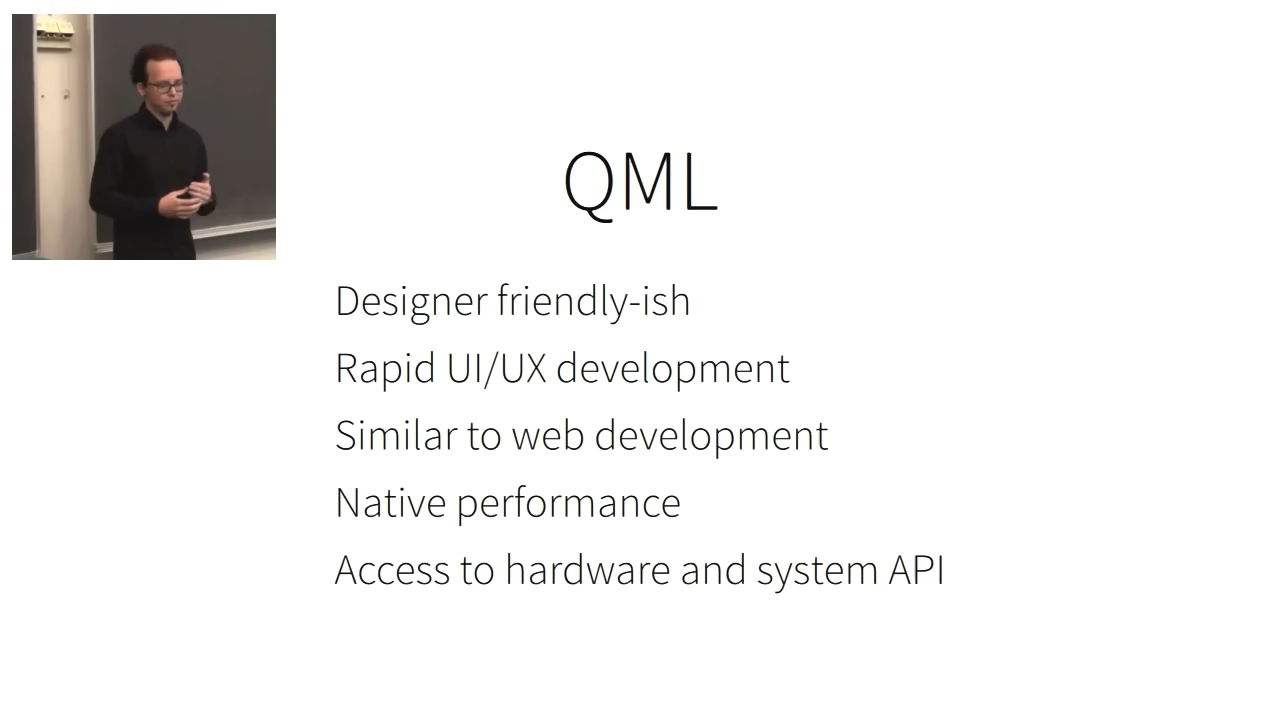 QML
Designer friendly-ish
Rapid UI/UX development
Similar to web development
Native performance
Access to hardware and system API